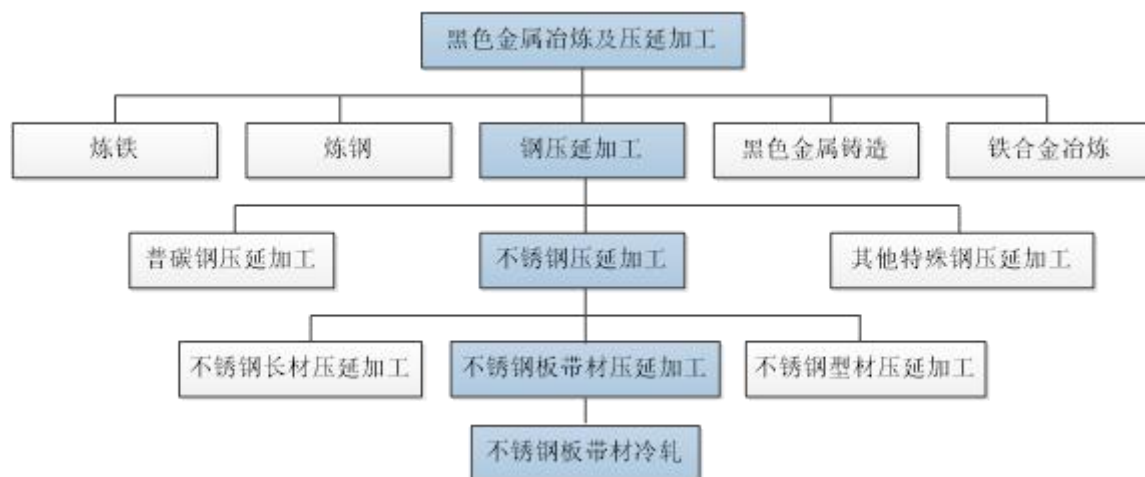 黑色金属冶炼及压延加工
炼铁
炼钢
钢压延加工
黑色金属铸造
铁合金冶炼
普碳钢压延加工
不锈钢压延加工
其他特殊钢压延加工
不锈钢长材压延加工
不锈钢板带材压延加工
不锈钢型材压延加工
不锈钢板带材冷轧